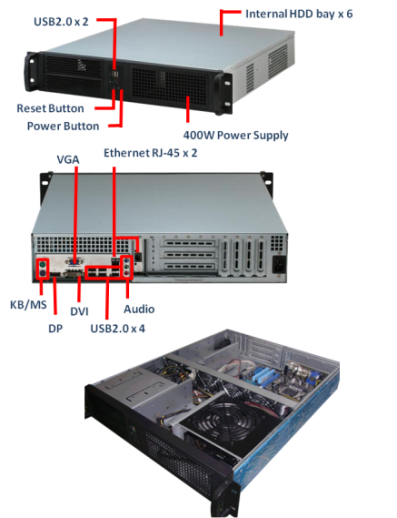 Internal HDD bay x 6
USB2.0 x 2
Reset Button
Power Button
400W Power Supply
Ethernet RJ-45 x 2
VGA
KB/MS
DVI
Audio
DP
USB2.0 x 4